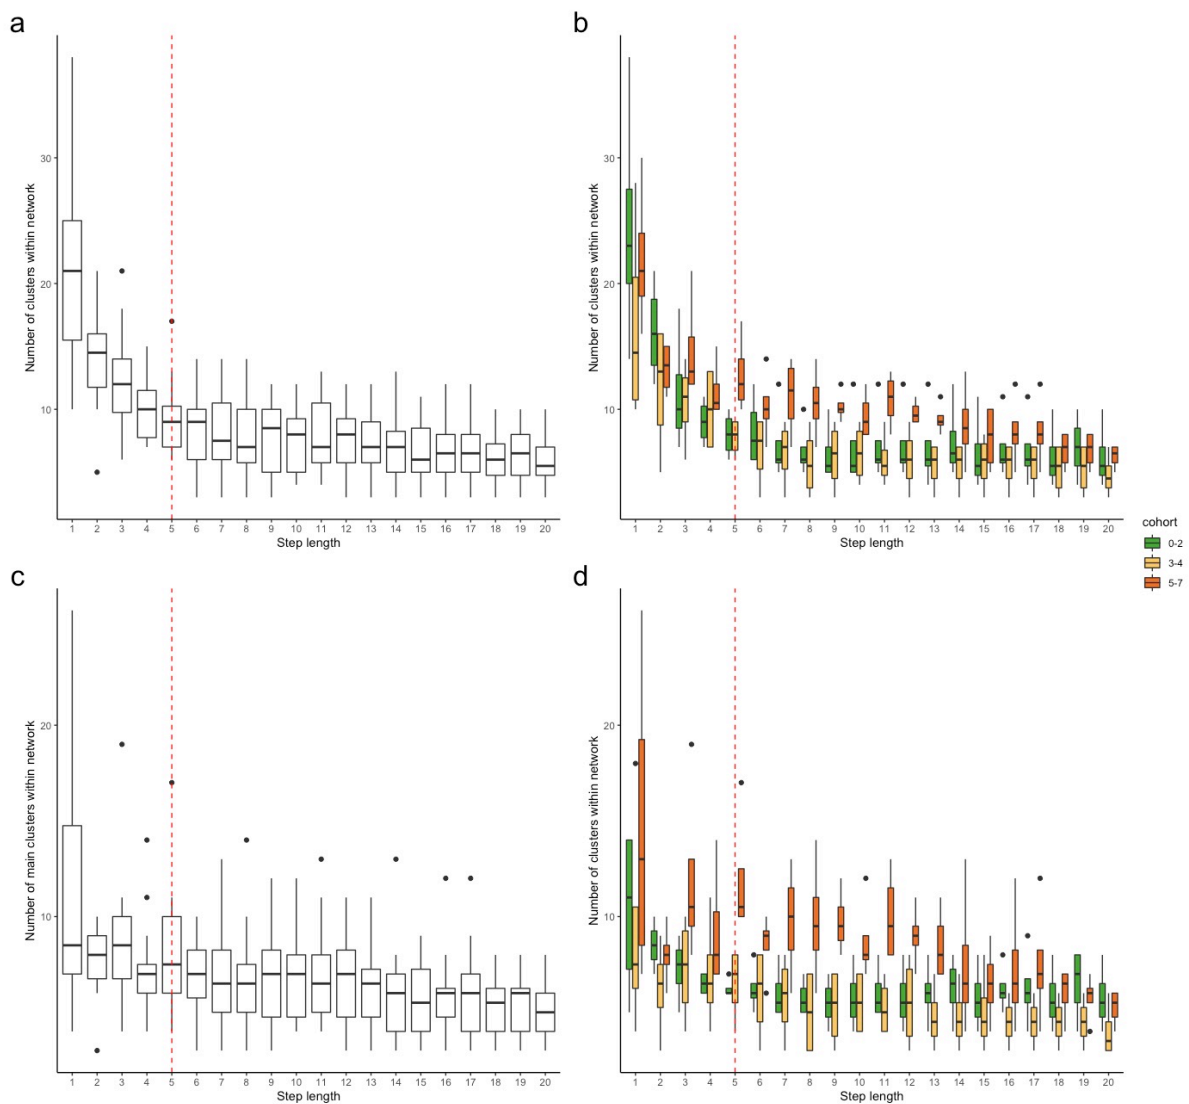 a
Number of clusters within network
30
20
10
1 2 3 4 5 6 7 8 9 10 11 12 13 14 15 16 17 18 19 20
Step length
b
Number of clusters within network
30
20
10
1 2 3 4 5 6 7 8 9 10 11 12 13 14 15 16 17 18 19 20
Step length
cohort
0-2
3-4
5-7
c
Number of main clusters within network
20
10
1 2 3 4 5 6 7 8 9 10 11 12 13 14 15 16 17 18 19 20
Step length
d
Number of clusters within network
20
10
1 2 3 4 5 6 7 8 9 10 11 12 13 14 15 16 17 18 19 20
Step length